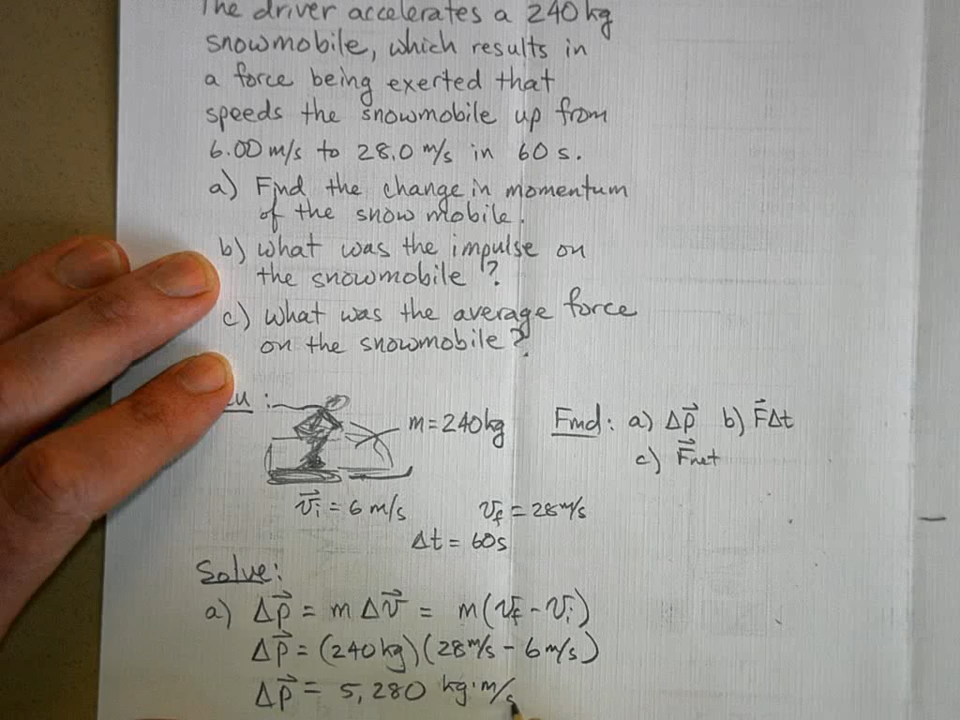 The driver accelerates a 240 kg
snowmobile, which results in
a force being exerted that
speeds the snowmobile up from
6.00 m/s to 28.0 m/s in 60 s.
a) Find the change in momentum
of the snowmobile.
b) what was the impulse on
the snowmobile?
c) what was the average force
on the snowmobile?
m = 240 kg Find: a) Δp⃗ b) F⃗Δt
c) F⃗net
v⃗i = 6 m/s vf = 28 m/s
Δt = 60s
Solve:
a) Δp⃗ = m Δv⃗ = m(vf - vi)
Δp⃗ = (240 kg)(28 m/s - 6 m/s)
Δp⃗ = 5,280 kg·m/s